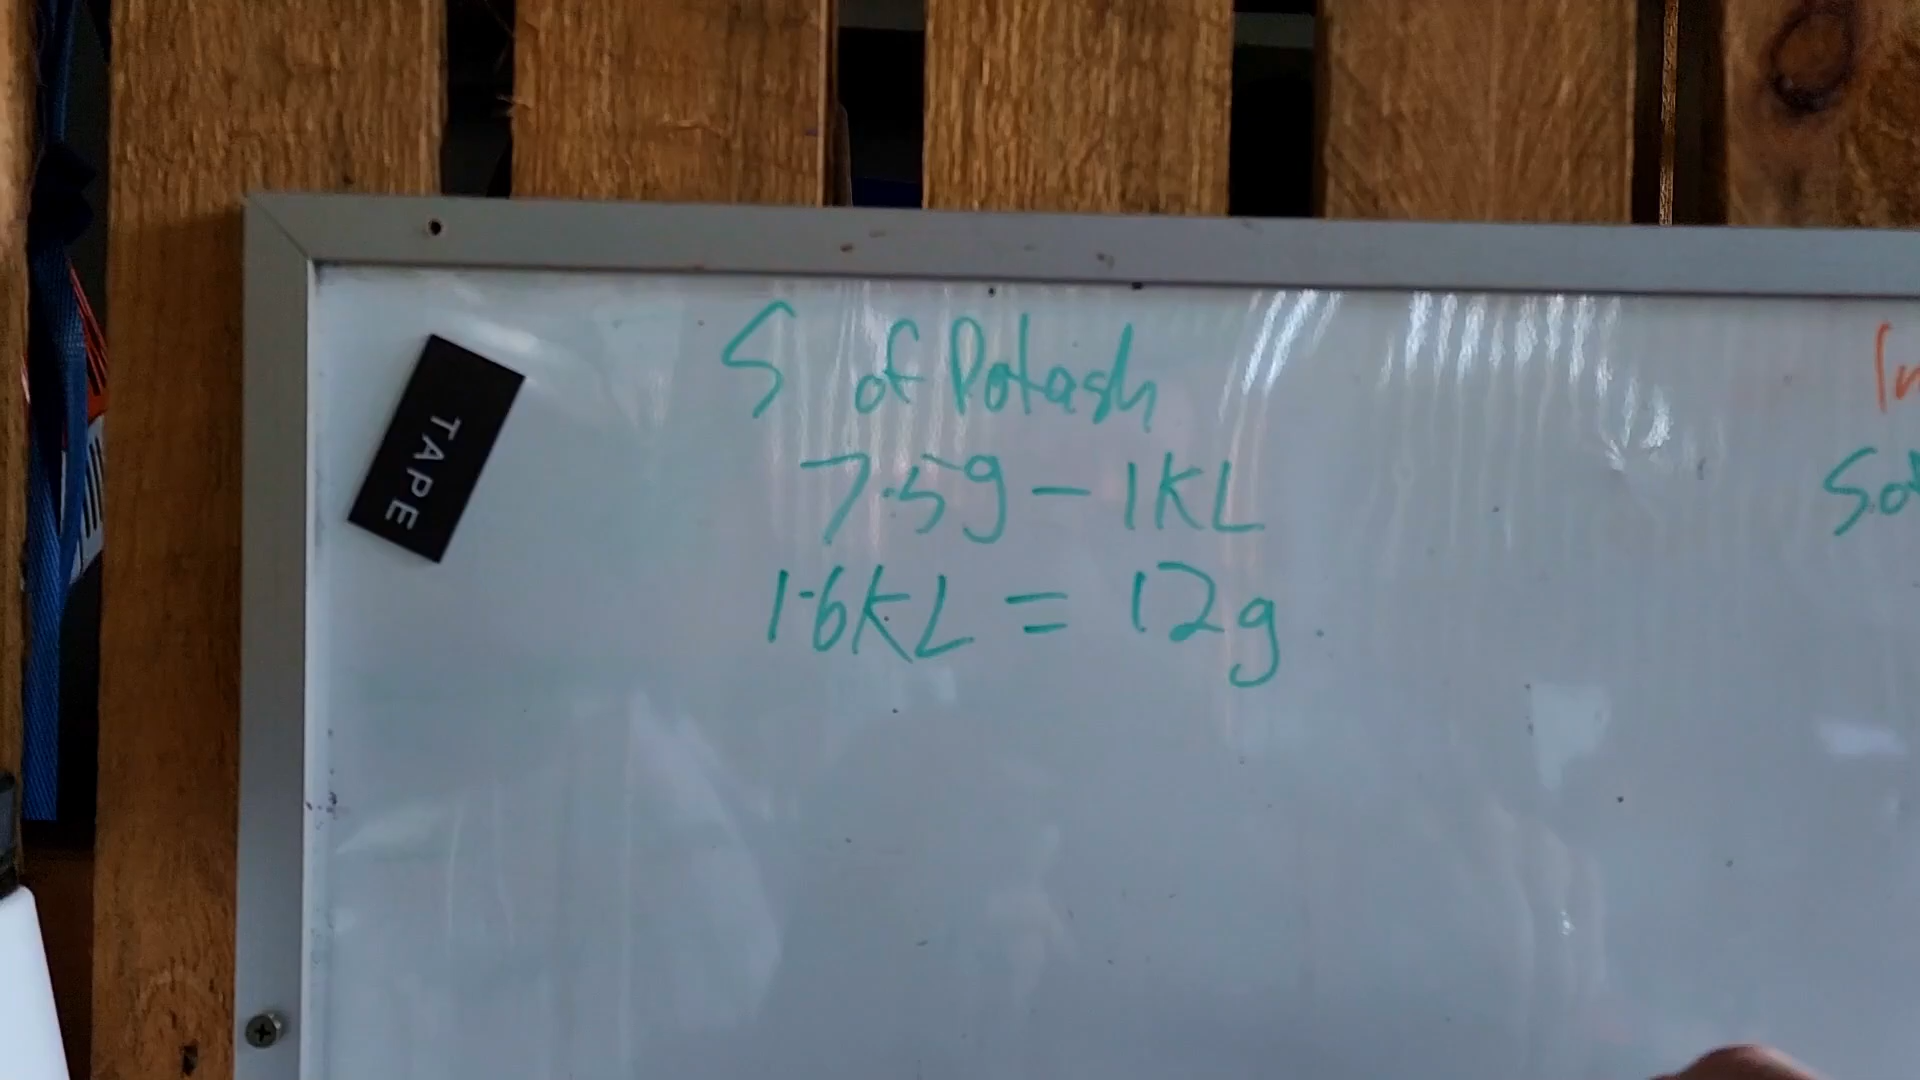 TAPE
S of Potash
7.5g - 1KL
1.6KL = 12g